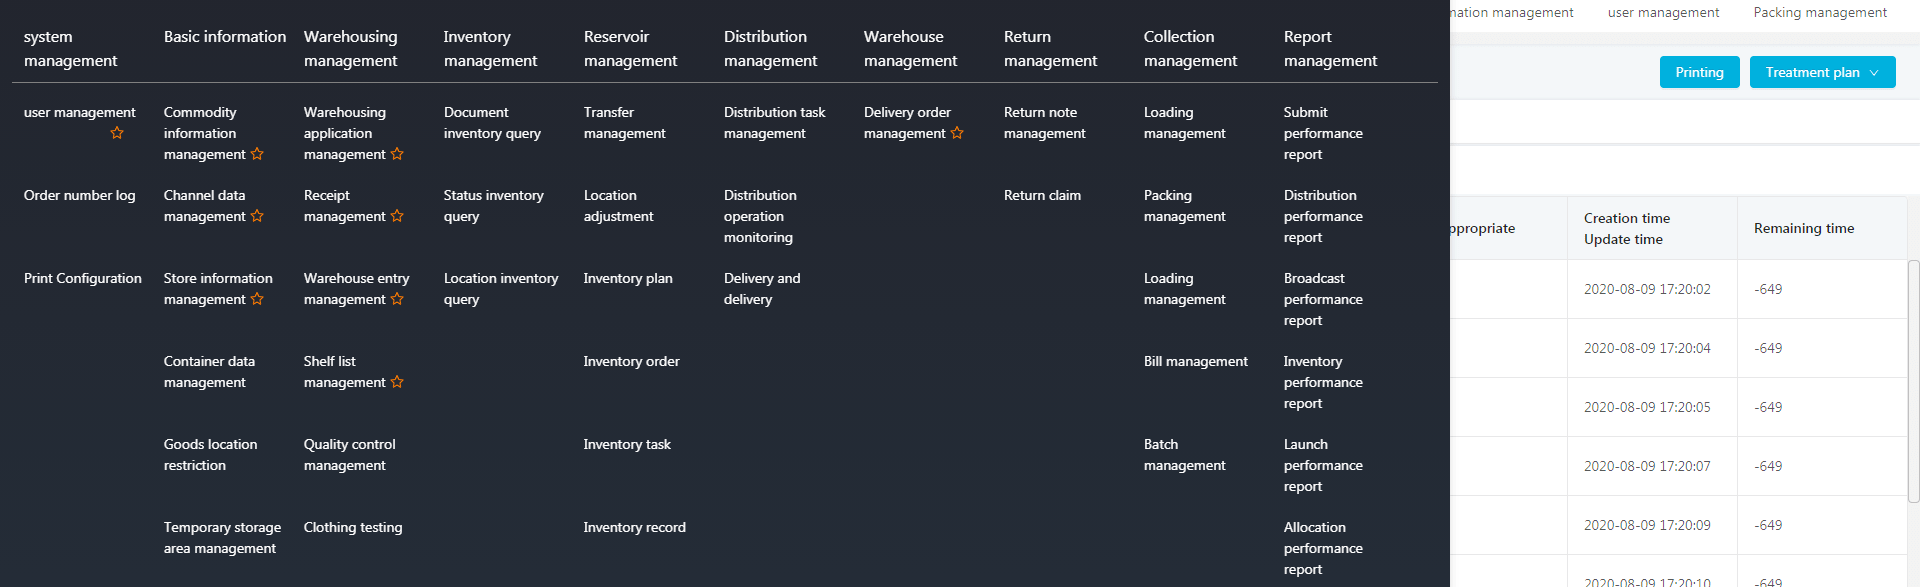 system management
Basic information
Warehousing management
Inventory management
Reservoir management
Distribution management
Warehouse management
Return management
Collection management
Report management
user management
Commodity information management
Warehousing application management
Document inventory query
Transfer management
Distribution task management
Delivery order management
Return note management
Loading management
Submit performance report
Order number log
Channel data management
Receipt management
Status inventory query
Location adjustment
Distribution operation monitoring
Return claim
Packing management
Distribution performance report
Print Configuration
Store information management
Warehouse entry management
Location inventory query
Inventory plan
Delivery and delivery
Loading management
Broadcast performance report
Container data management
Shelf list management
Inventory order
Bill management
Inventory performance report
Goods location restriction
Quality control management
Inventory task
Batch management
Launch performance report
Temporary storage area management
Clothing testing
Inventory record
Allocation performance report
management
user management
Packing management
Printing
Treatment plan
Creation time
Update time
Remaining time
2020-08-09 17:20:02 -649
2020-08-09 17:20:04 -649
2020-08-09 17:20:05 -649
2020-08-09 17:20:07 -649
2020-08-09 17:20:09 -649
2020-08-09 17:20:10 -649